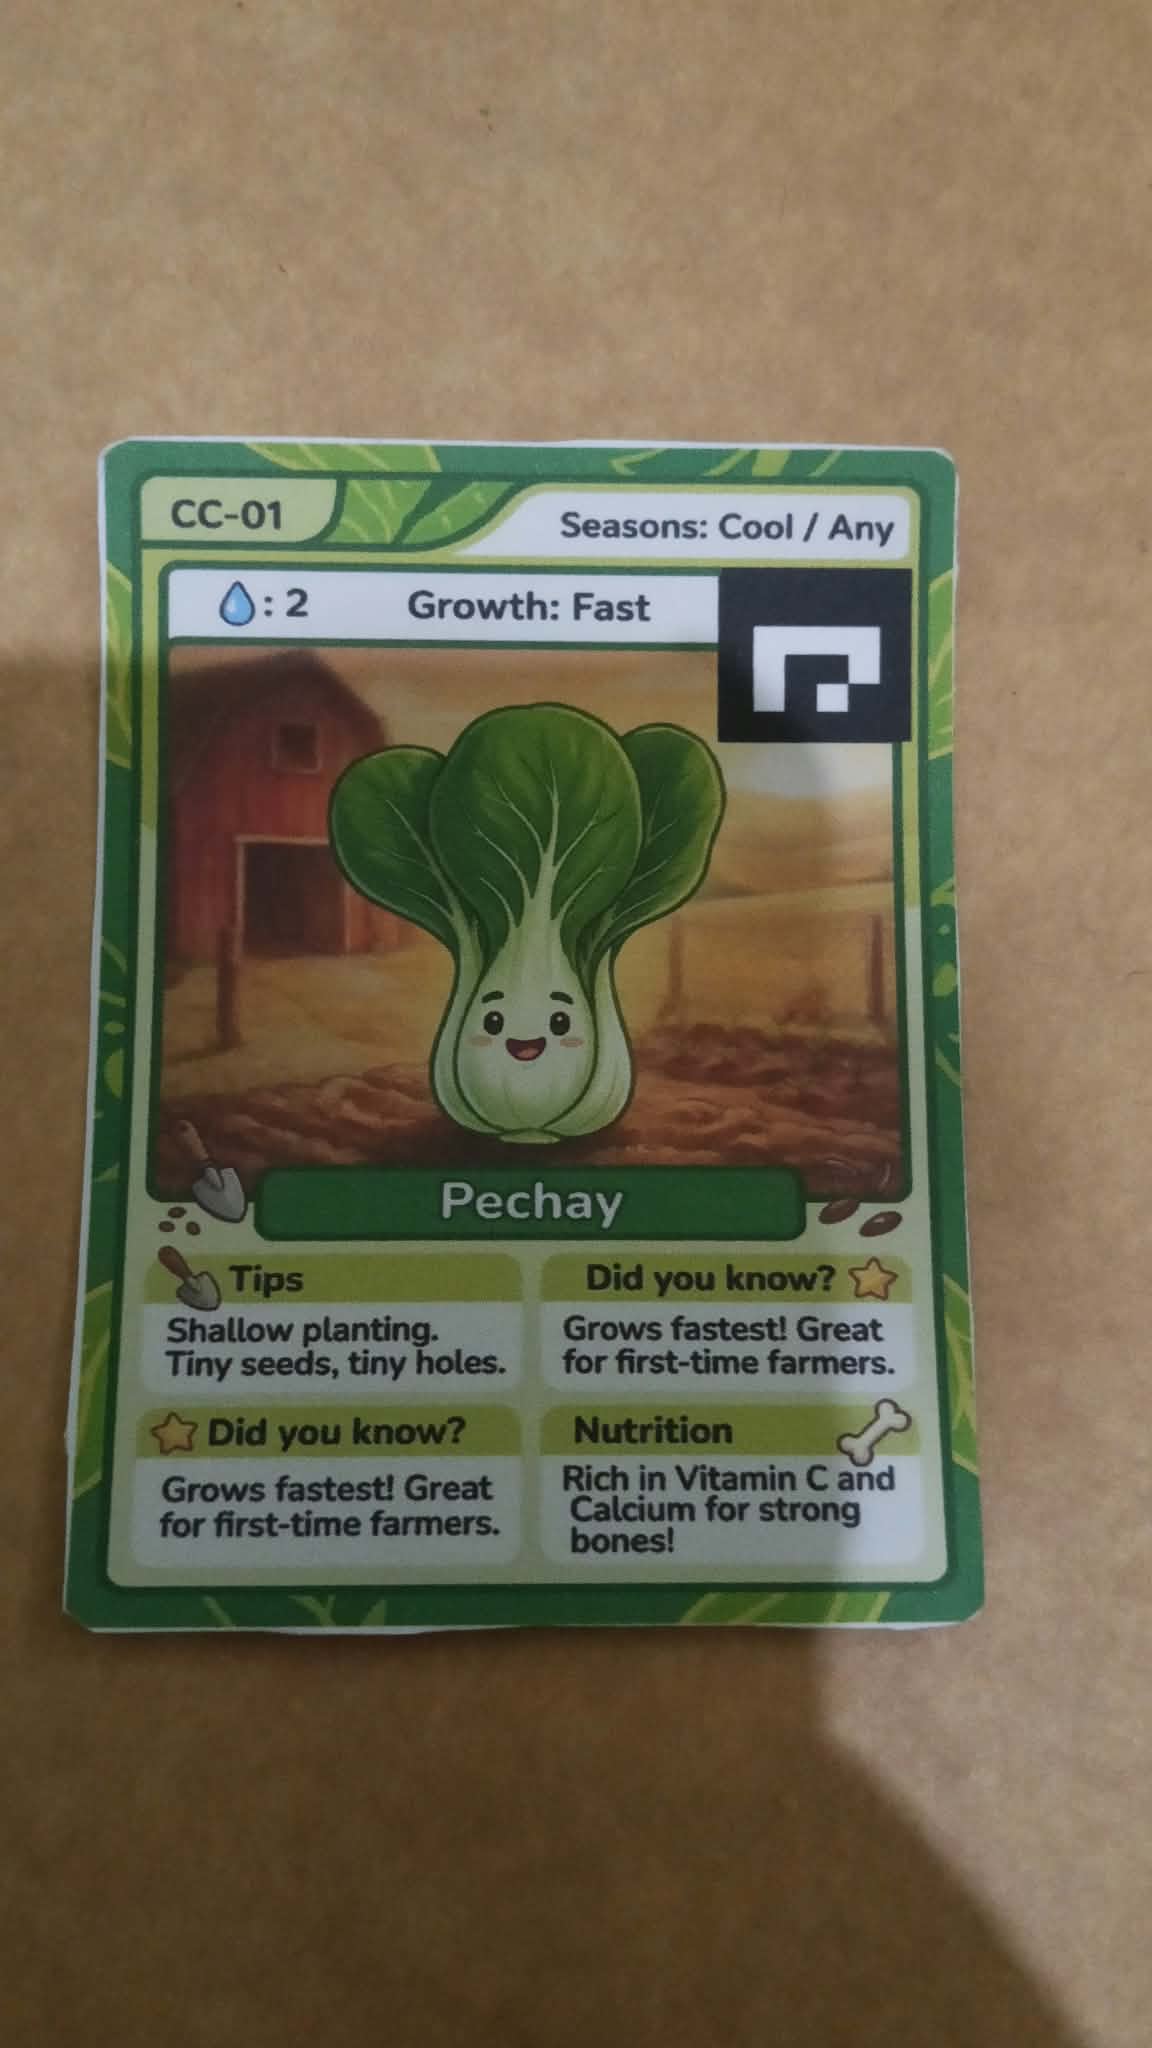 CC-01
Seasons: Cool / Any
: 2
Growth: Fast
Pechay
Tips
Shallow planting.
Tiny seeds, tiny holes.
Did you know?
Grows fastest! Great
for first-time farmers.
Did you know?
Grows fastest! Great
for first-time farmers.
Nutrition
Rich in Vitamin C and
Calcium for strong
bones!